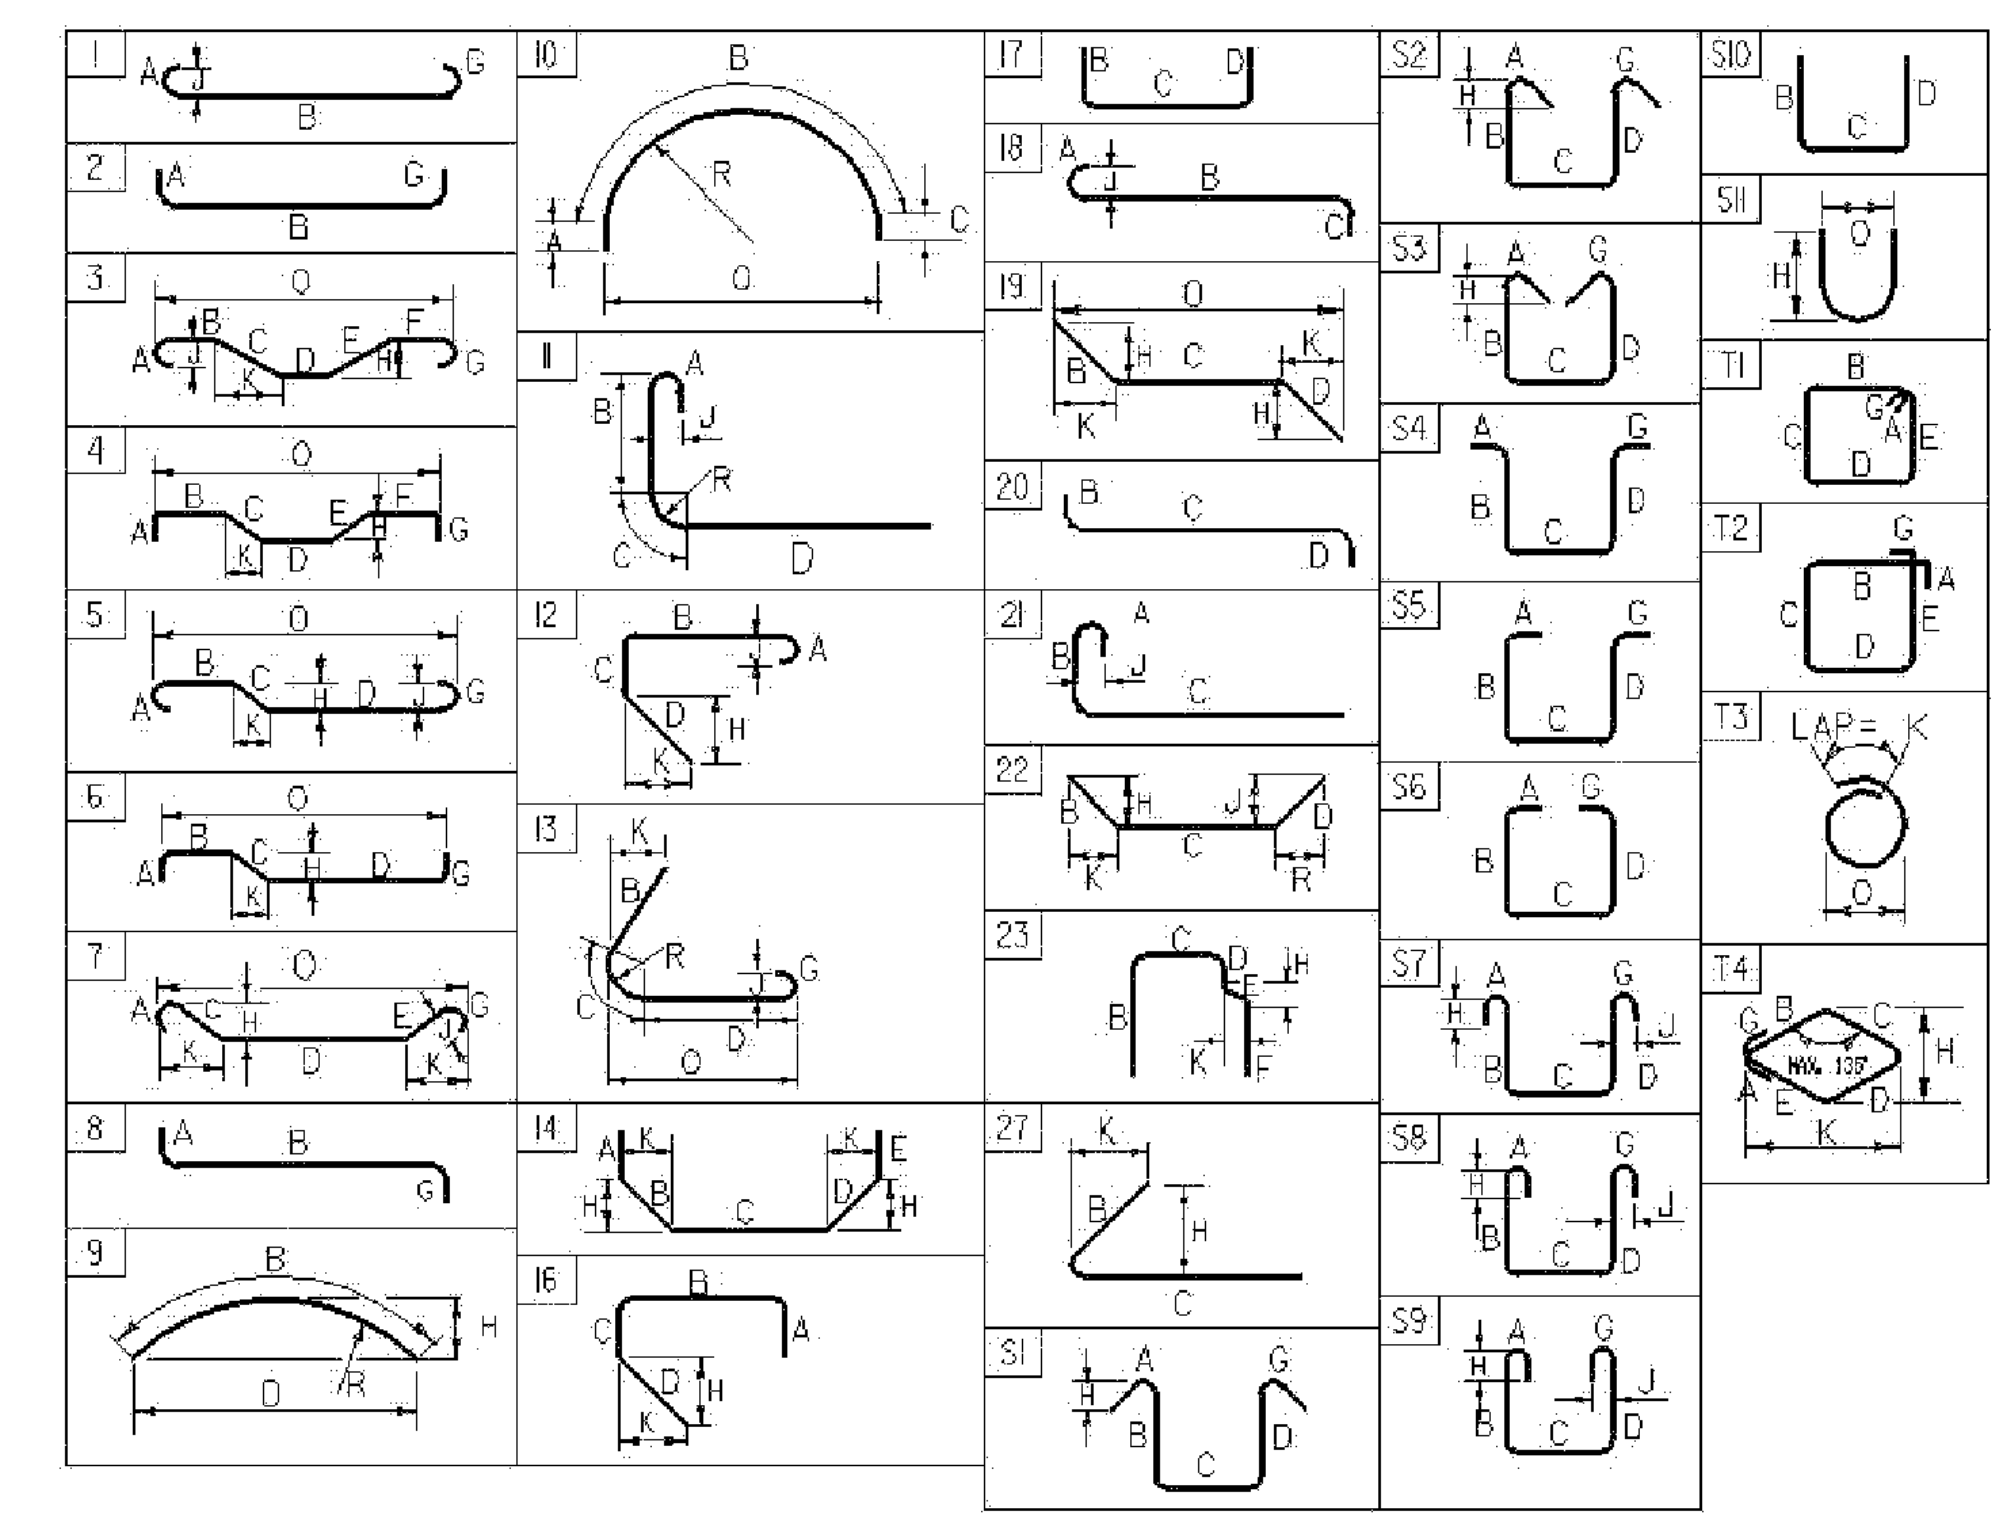 1
A J G
B
2
A G
B
3
O
B C E F
A J D H G
K
4
O
B C E F
A H G
K D
5
O
B C D J G
A H
K
6
O
B C H D
A G
K
7
O
A C H E G
K D K J
8
A B
G
9
B
H
R
O
10
B
R
A C
O
11
A
B J
R
C D
12
B
J A
C D H
K
13
K
B
R J G
C D
O
14
A K K E
H B C D H
16
B
C A
D H
K
17
B C D
18
A J B
C
19
O
B H C K
K H D
20
B C
D
21
A
B J
C
22
B H J D
K C R
23
C
D H
E
B K F
27
K
B H
C
S1
A G
H
B D
C
S2
A G
H
B D
C
S3
A G
H
B D
C
S4
A G
B D
C
S5
A G
B D
C
S6
A G
B D
C
S7
A G
H J
B C D
S8
A G
H J
B C D
S9
A G
H J
B C D
S10
B D
C
S11
O
H
T1
B
G
C A E
D
T2
G
B A
C E
D
T3
LAP= K
O
T4
B C
G H
MAX. 135°
A E D
K